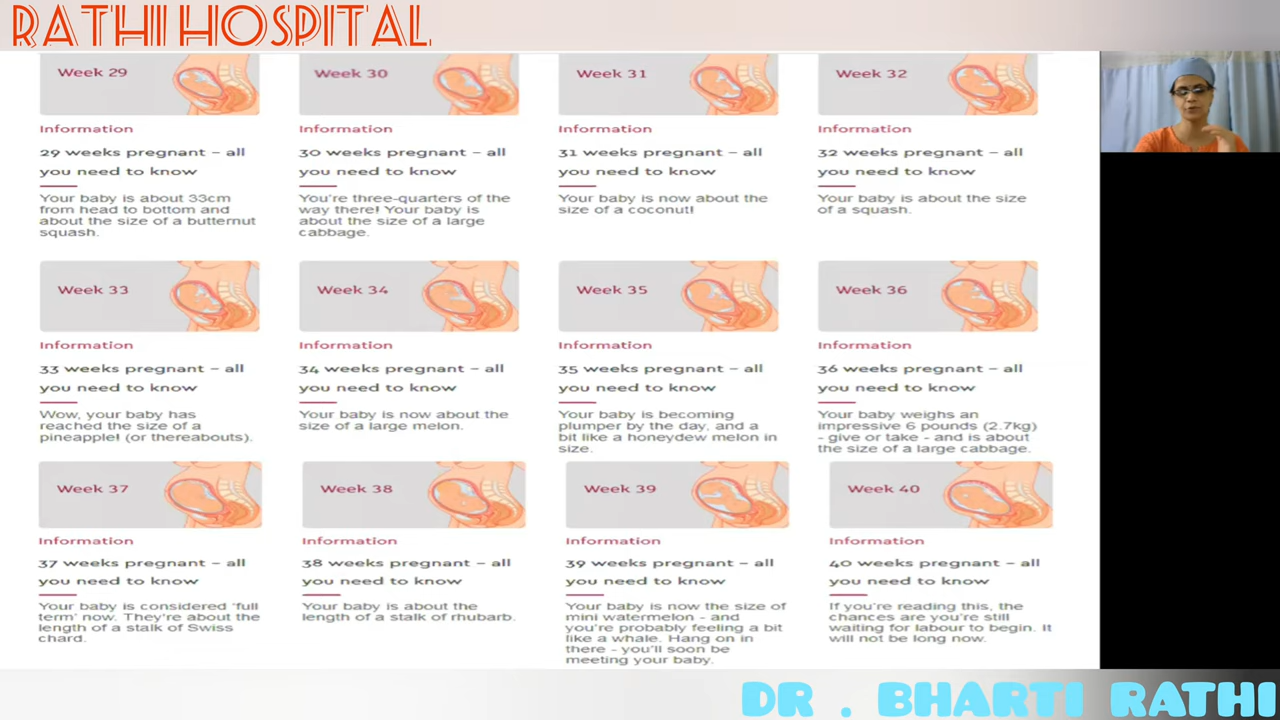 RATHI HOSPITAL
Week 29
Information
29 weeks pregnant – all
you need to know
Your baby is about 33cm
from head to bottom and
about the size of a butternut
squash.
Week 30
Information
30 weeks pregnant – all
you need to know
You're three-quarters of the
way there! Your baby is
about the size of a large
cabbage.
Week 31
Information
31 weeks pregnant – all
you need to know
Your baby is now about the
size of a coconut!
Week 32
Information
32 weeks pregnant – all
you need to know
Your baby is about the size
of a squash.
Week 33
Information
33 weeks pregnant – all
you need to know
Wow, your baby has
reached the size of a
pineapple! (or thereabouts).
Week 34
Information
34 weeks pregnant – all
you need to know
Your baby is now about the
size of a large melon.
Week 35
Information
35 weeks pregnant – all
you need to know
Your baby is becoming
plumper by the day, and a
bit like a honeydew melon in
size.
Week 36
Information
36 weeks pregnant – all
you need to know
Your baby weighs an
impressive 6 pounds (2.7kg)
- give or take - and is about
the size of a large cabbage.
Week 37
Information
37 weeks pregnant – all
you need to know
Your baby is considered 'full
term' now. They're about the
length of a stalk of Swiss
chard.
Week 38
Information
38 weeks pregnant – all
you need to know
Your baby is about the
length of a stalk of rhubarb.
Week 39
Information
39 weeks pregnant – all
you need to know
Your baby is now the size of
mini watermelon - and
you're probably feeling a bit
like a whale. Hang on in
there - you'll soon be
meeting your baby.
Week 40
Information
40 weeks pregnant – all
you need to know
If you're reading this, the
chances are you're still
waiting for labour to begin. It
will not be long now.
DR . BHARTI RATHI